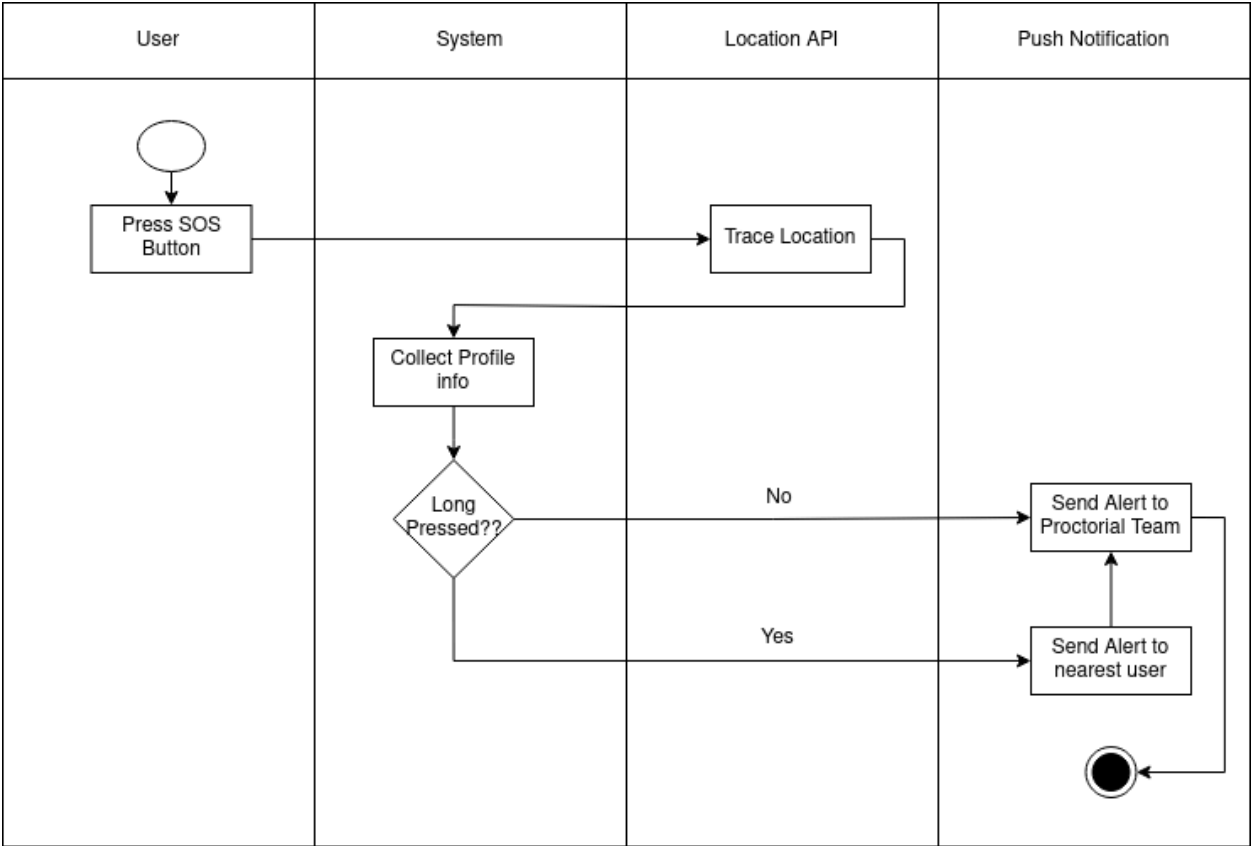 User
System
Location API
Push Notification
Press SOS
Button
Trace Location
Collect Profile
info
Long
Pressed??
No
Send Alert to
Proctorial Team
Yes
Send Alert to
nearest user